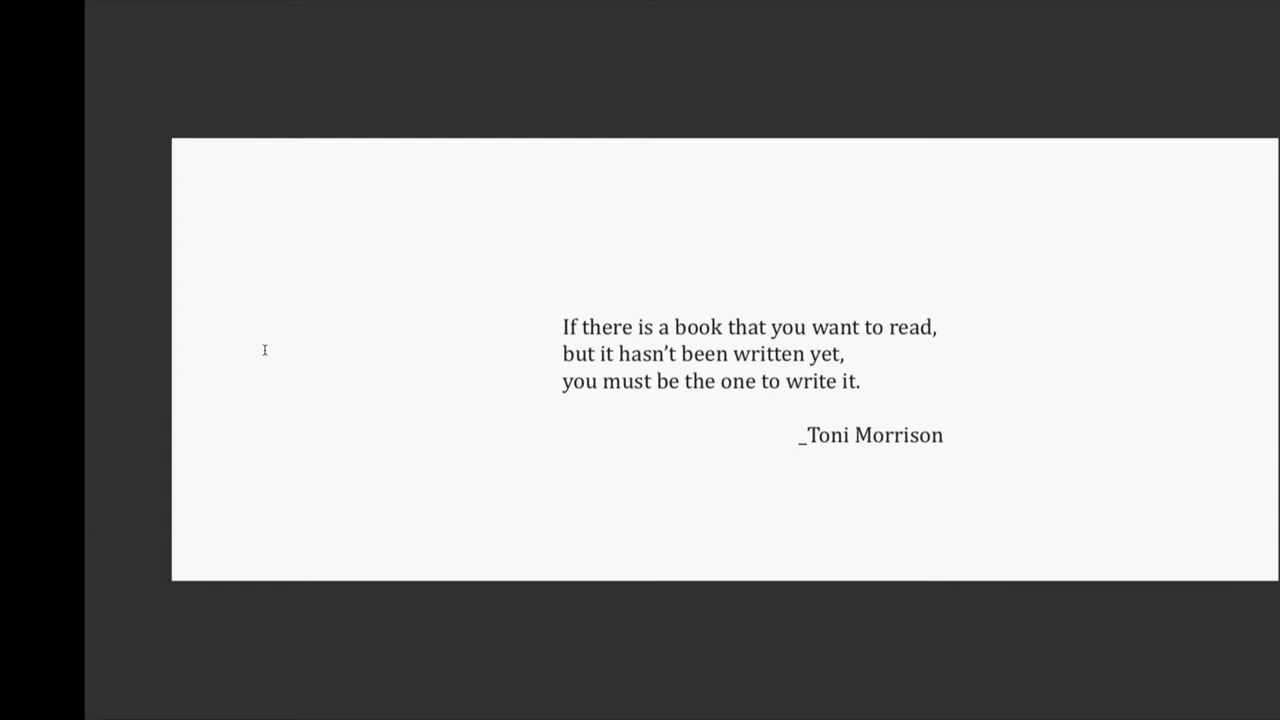 If there is a book that you want to read,
but it hasn’t been written yet,
you must be the one to write it.
_Toni Morrison